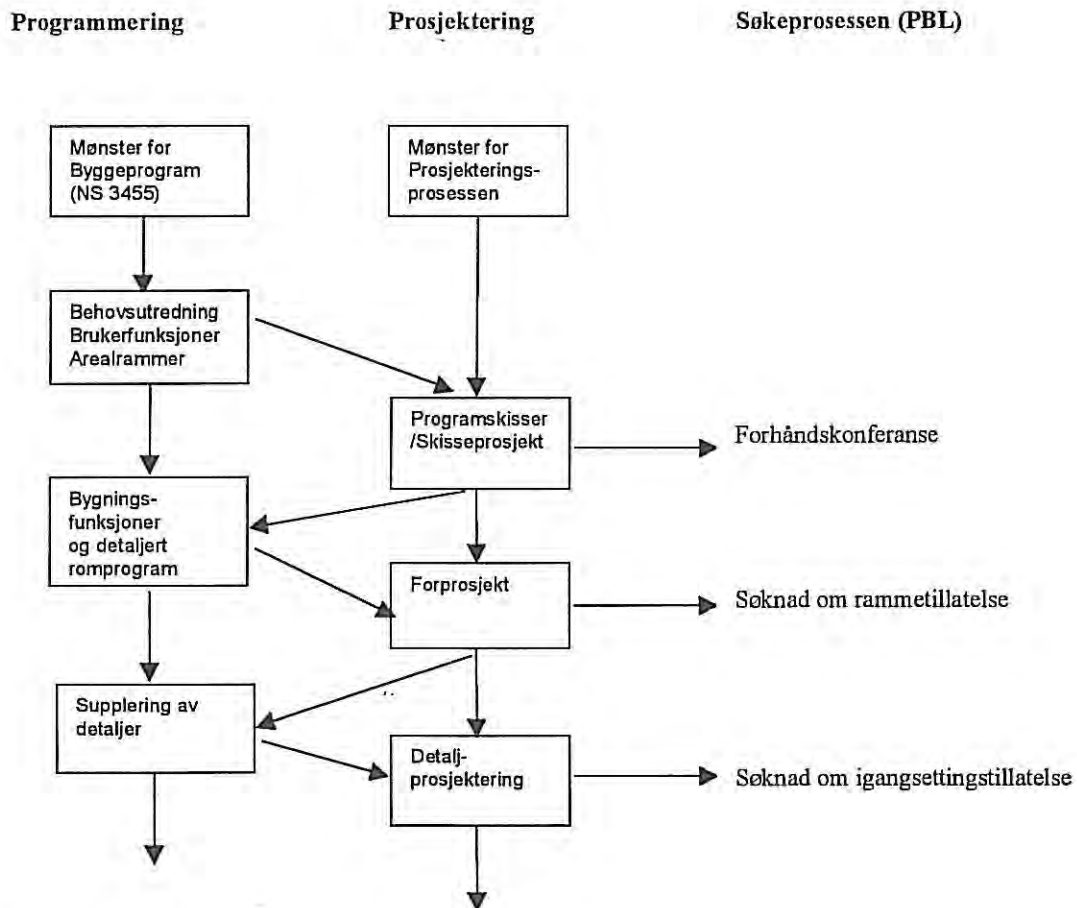 Programmering
Prosjektering
Søkeprosessen (PBL)
Mønster for
Byggeprogram
(NS 3455)
Mønster for
Prosjekterings-
prosessen
Behovsutredning
Brukerfunksjoner
Arealrammer
Programskisser
/Skisseprosjekt
Forhåndskonferanse
Bygnings-
funksjoner
og detaljert
romprogram
Forprosjekt
Søknad om rammetillatelse
Supplering av
detaljer
Detalj-
prosjektering
Søknad om igangsettingstillatelse